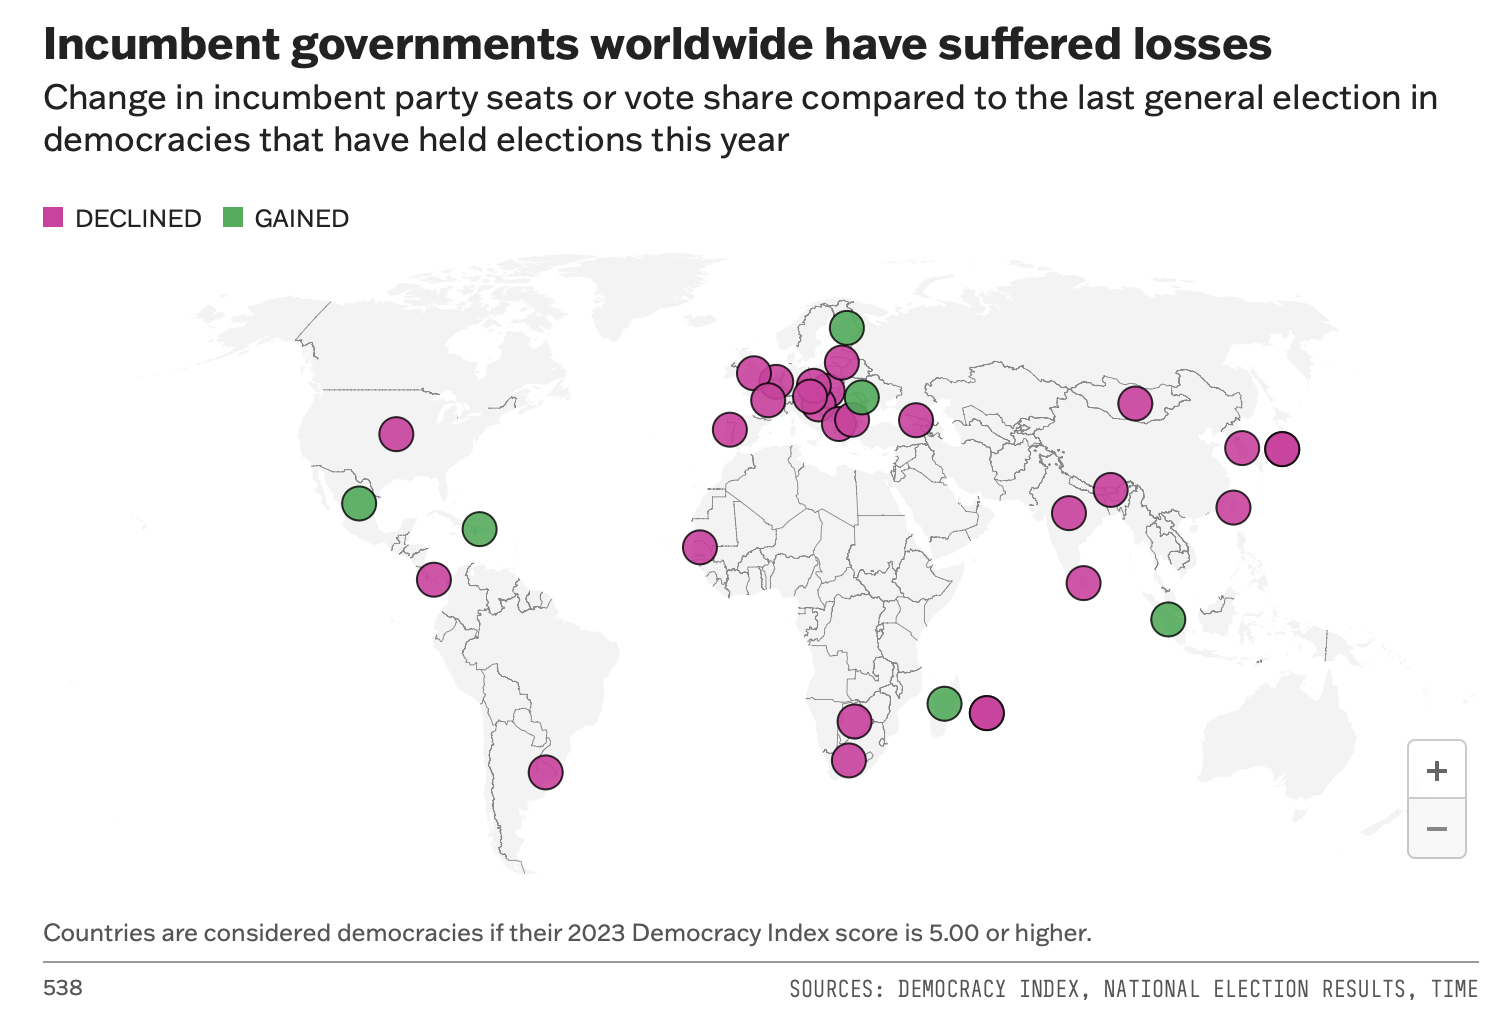 Incumbent governments worldwide have suffered losses
Change in incumbent party seats or vote share compared to the last general election in
democracies that have held elections this year
DECLINED GAINED
+
−
Countries are considered democracies if their 2023 Democracy Index score is 5.00 or higher.
538 SOURCES: DEMOCRACY INDEX, NATIONAL ELECTION RESULTS, TIME